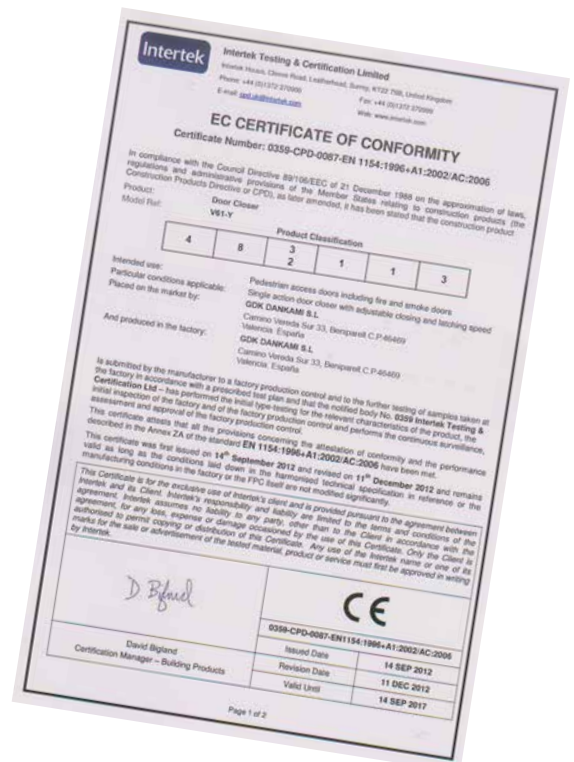 Intertek
Intertek Testing & Certification Limited
Intertek House, Cleeve Road, Leatherhead, Surrey, KT22 7SB, United Kingdom
Phone: +44 (0)1372 370900
Fax: +44 (0)1372 370999
E-mail:
Web: www.intertek.com
EC CERTIFICATE OF CONFORMITY
Certificate Number: 0359-CPD-0087-EN 1154:1996+A1:2002/AC:2006
In compliance with the Council Directive 89/106/EEC of 21 December 1988 on the approximation of laws,
regulations and administrative provisions of the Member States relating to construction products (the
Construction Products Directive or CPD), as later amended, it has been stated that the construction product
Product: Door Closer
Model Ref: V61-Y
Product Classification
4 8 3 1 1 3
2
Intended use: Pedestrian access doors including fire and smoke doors
Particular conditions applicable: Single action door closer with adjustable closing and latching speed
Placed on the market by: GDK DANKAMI S.L
Camino Vereda Sur 33, Beniparell C.P.46469
Valencia, España
And produced in the factory: GDK DANKAMI S.L
Camino Vereda Sur 33, Beniparell C.P.46469
Valencia, España
Is submitted by the manufacturer to a factory production control and to the further testing of samples taken at
the factory in accordance with a prescribed test plan and that the notified body No. 0359 Intertek Testing &
Certification Ltd – has performed the initial type-testing for the relevant characteristics of the product, the
initial inspection of the factory and of the factory production control and performs the continuous surveillance,
assessment and approval of the factory production control.
This certificate attests that all the provisions concerning the attestation of conformity and the performance
described in the Annex ZA of the standard EN 1154:1996+A1:2002/AC:2006 have been met.
This certificate was first issued on 14th September 2012 and revised on 11th December 2012 and remains
valid as long as the conditions laid down in the harmonised technical specification in reference or the
manufacturing conditions in the factory or the FPC itself are not modified significantly.
This Certificate is for the exclusive use of Intertek's client and is provided pursuant to the agreement between
Intertek and its Client. Intertek's responsibility and liability are limited to the terms and conditions of the
agreement. Intertek assumes no liability to any party, other than to the Client in accordance with the
agreement, for any loss, expense or damage occasioned by the use of this Certificate. Only the Client is
authorised to permit copying or distribution of this Certificate. Any use of the Intertek name or one of its
marks for the sale or advertisement of the tested material, product or service must first be approved in writing
by Intertek.
CE
0359-CPD-0087-EN1154:1996+A1:2002/AC:2006
David Bigland
Certification Manager – Building Products
Issued Date 14 SEP 2012
Revision Date 11 DEC 2012
Valid Until 14 SEP 2017
Page 1 of 2